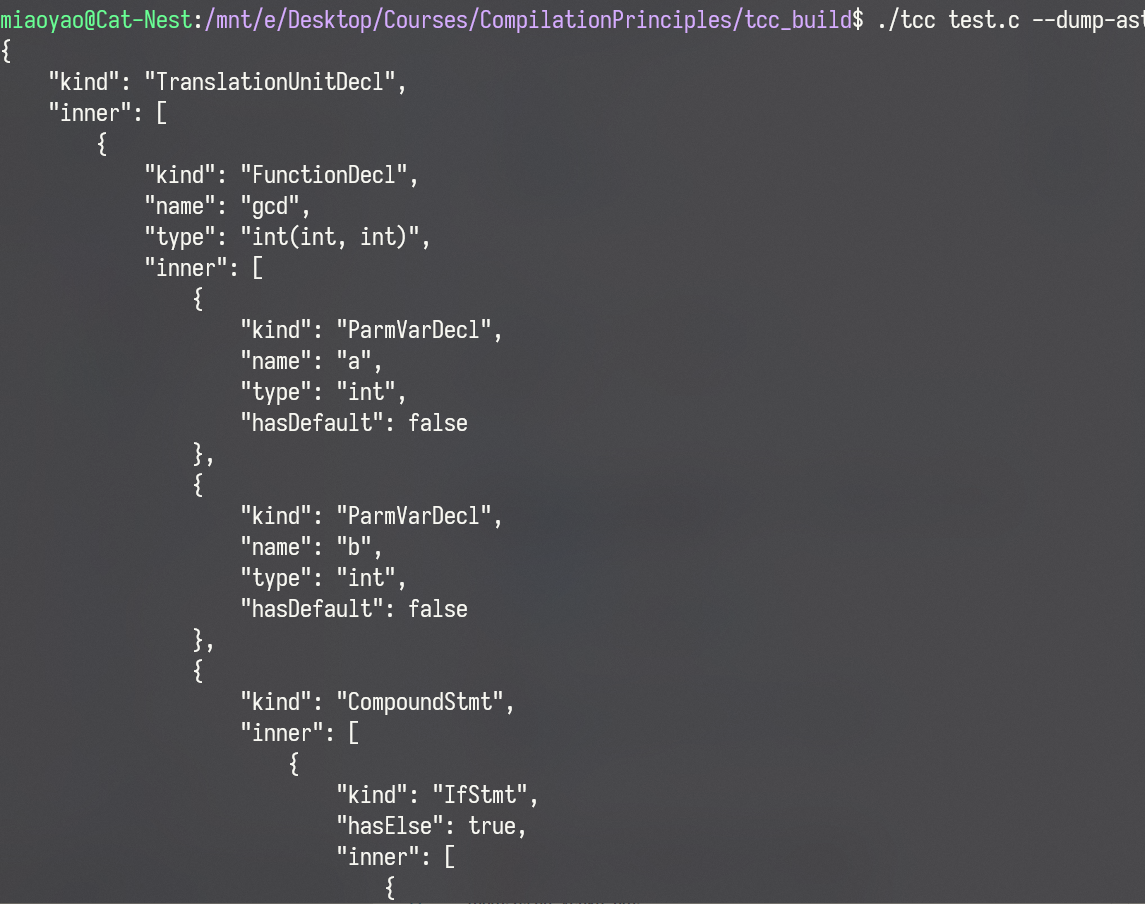 miaoyao@Cat-Nest:/mnt/e/Desktop/Courses/CompilationPrinciples/tcc_build$ ./tcc test.c --dump-ast
{
    "kind": "TranslationUnitDecl",
    "inner": [
        {
            "kind": "FunctionDecl",
            "name": "gcd",
            "type": "int(int, int)",
            "inner": [
                {
                    "kind": "ParmVarDecl",
                    "name": "a",
                    "type": "int",
                    "hasDefault": false
                },
                {
                    "kind": "ParmVarDecl",
                    "name": "b",
                    "type": "int",
                    "hasDefault": false
                },
                {
                    "kind": "CompoundStmt",
                    "inner": [
                        {
                            "kind": "IfStmt",
                            "hasElse": true,
                            "inner": [
                                {